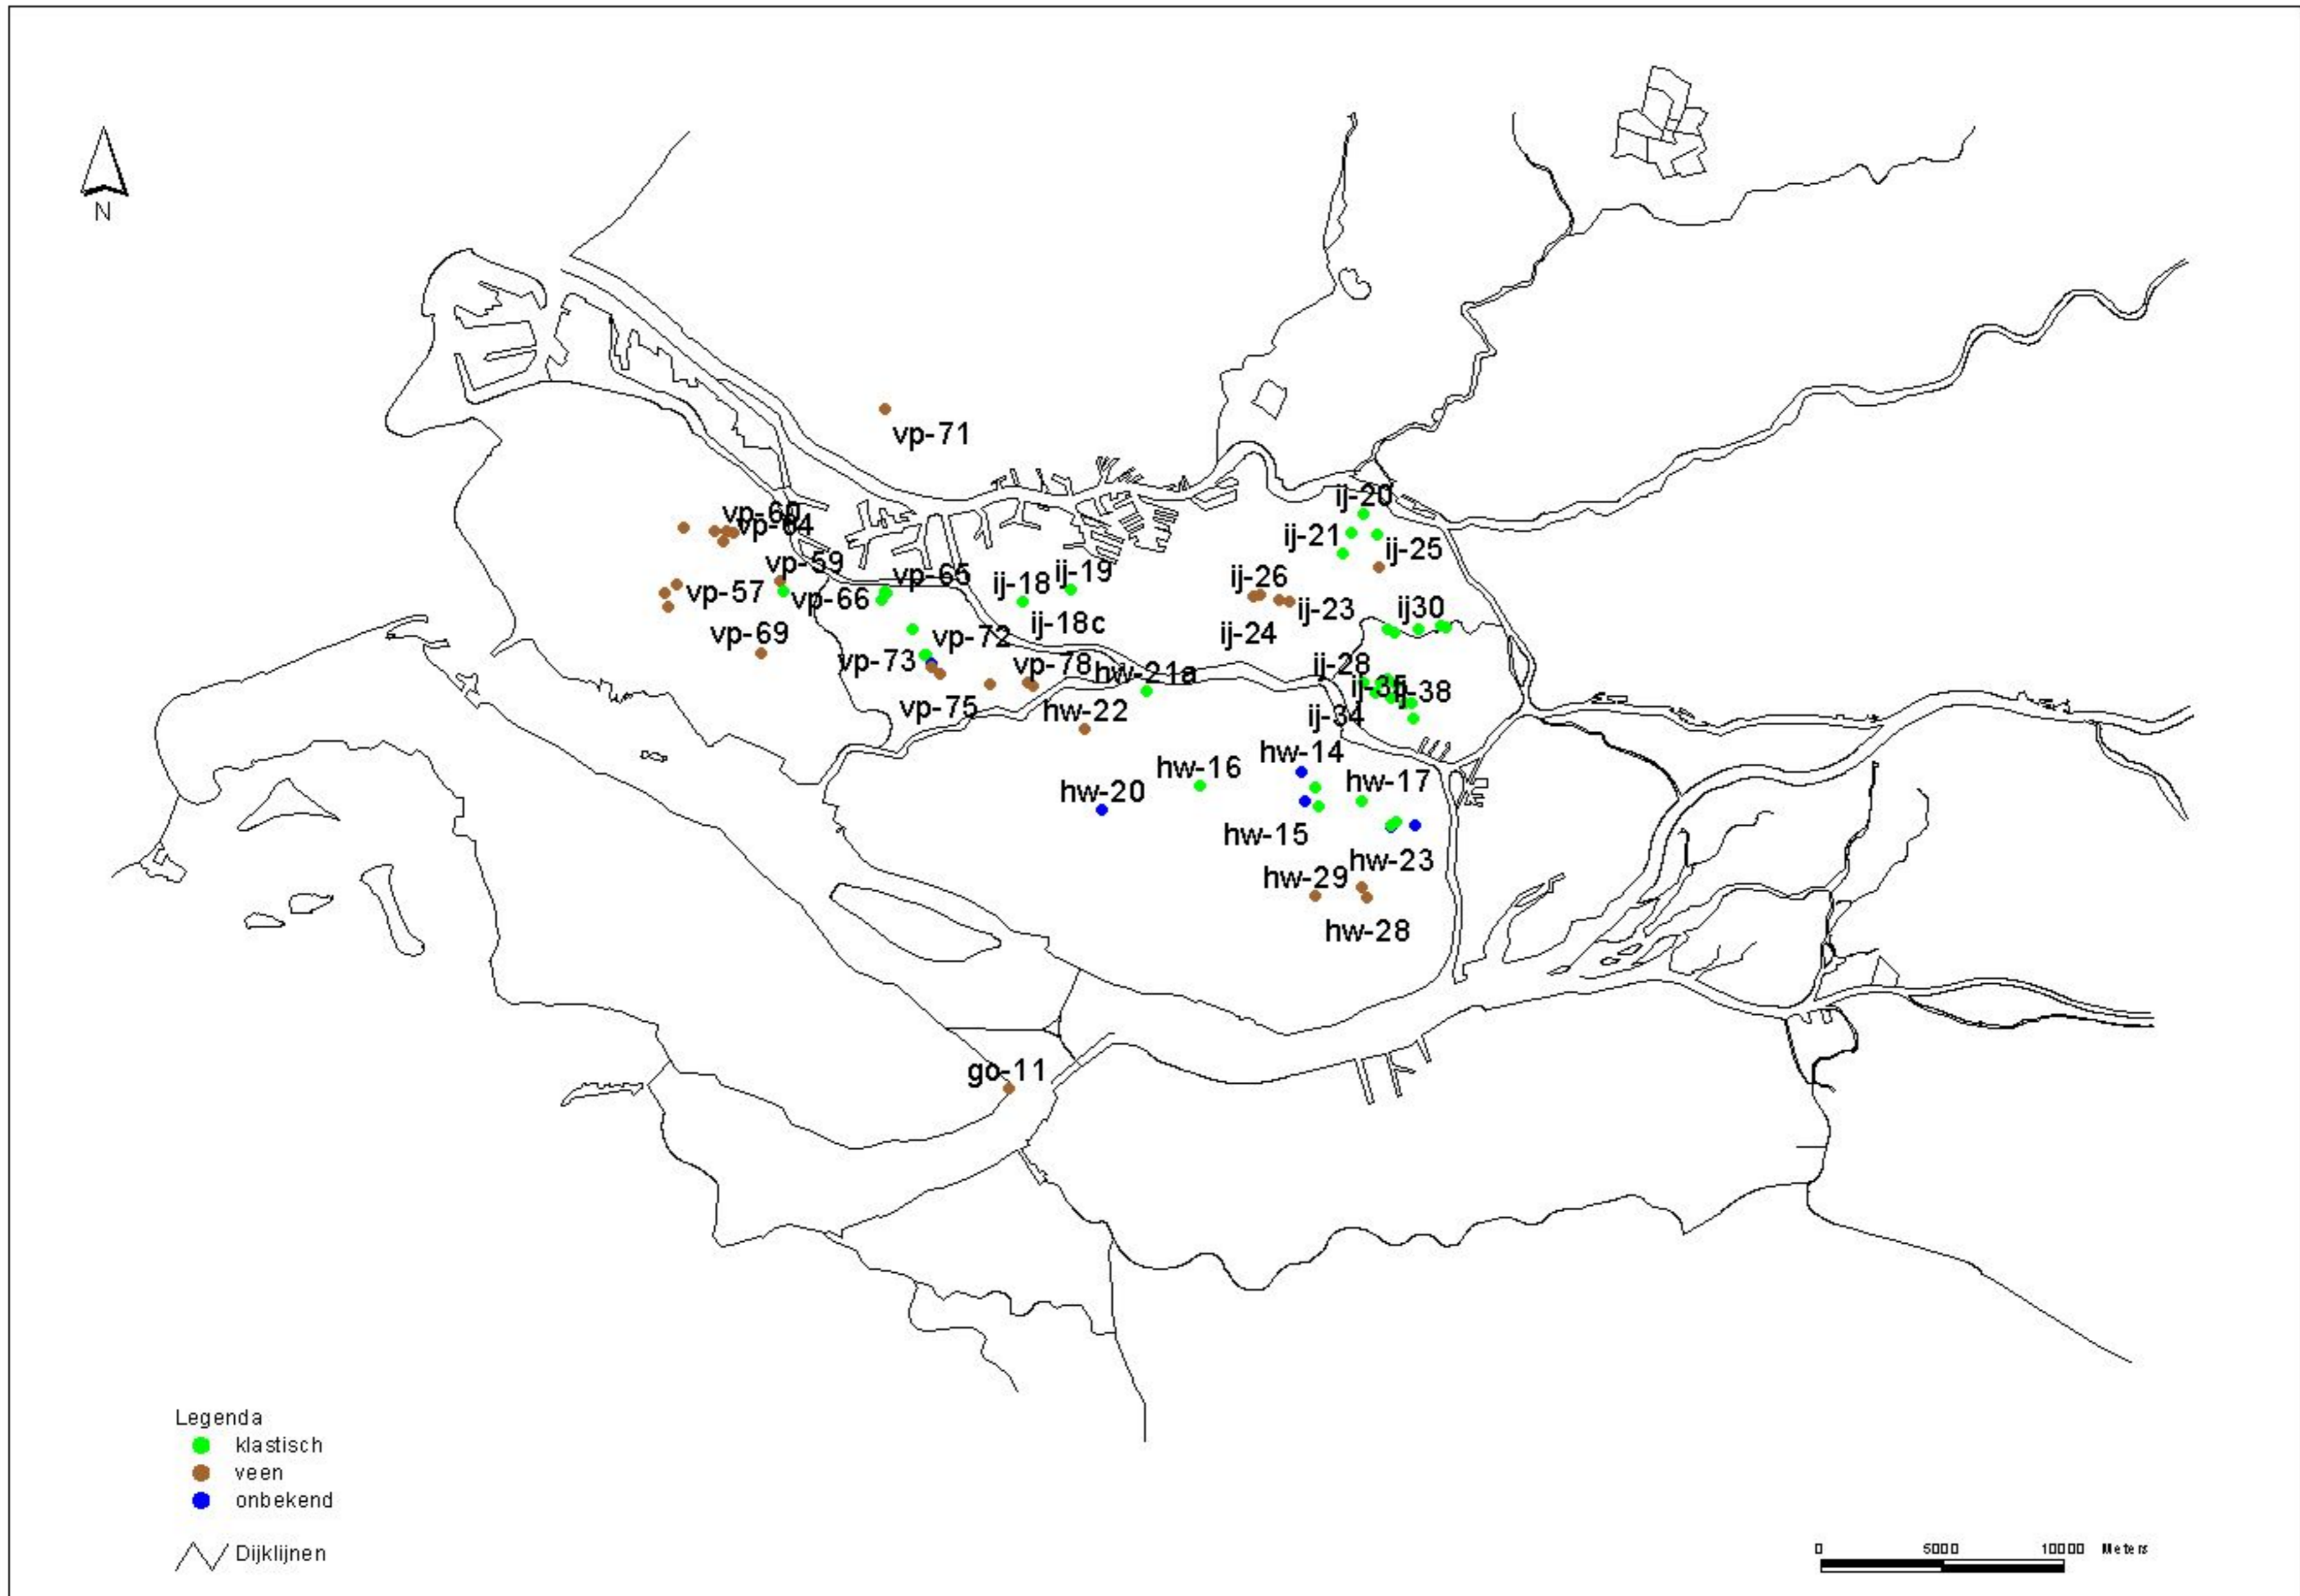 N
vp-71
ij-20
vp-60
vp-64
ij-21
ij-25
vp-59
vp-65
ij-18
ij-19
ij-26
vp-57
vp-66
ij-23
ij30
ij-18c
ij-24
vp-69
vp-72
vp-73
vp-78
hw-21a
ij-28
ij-35
ij-38
vp-75
hw-22
ij-34
hw-14
hw-16
hw-17
hw-20
hw-15
hw-23
hw-29
hw-28
go-11
Legenda
klastisch
veen
onbekend
Dijklijnen
0 5000 10000 Meters